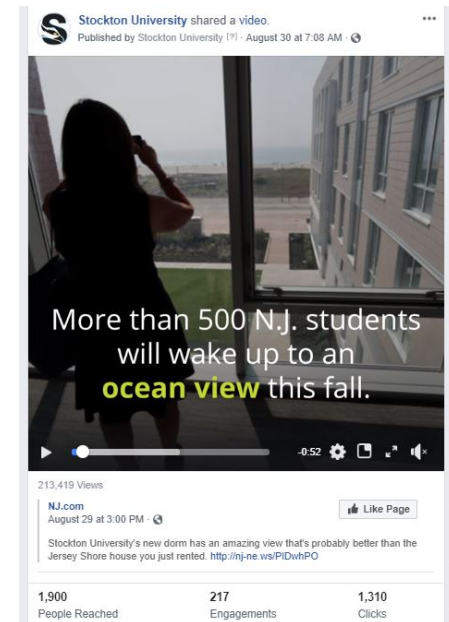 Stockton University shared a video.
Published by Stockton University [?] · August 30 at 7:08 AM ·
More than 500 N.J. students
will wake up to an
ocean view this fall.
-0:52
213,419 Views
NJ.com
August 29 at 3:00 PM ·
Like Page
Stockton University's new dorm has an amazing view that's probably better than the
Jersey Shore house you just rented. http://nj-ne.ws/PIDwhPO
1,900 217 1,310
People Reached Engagements Clicks